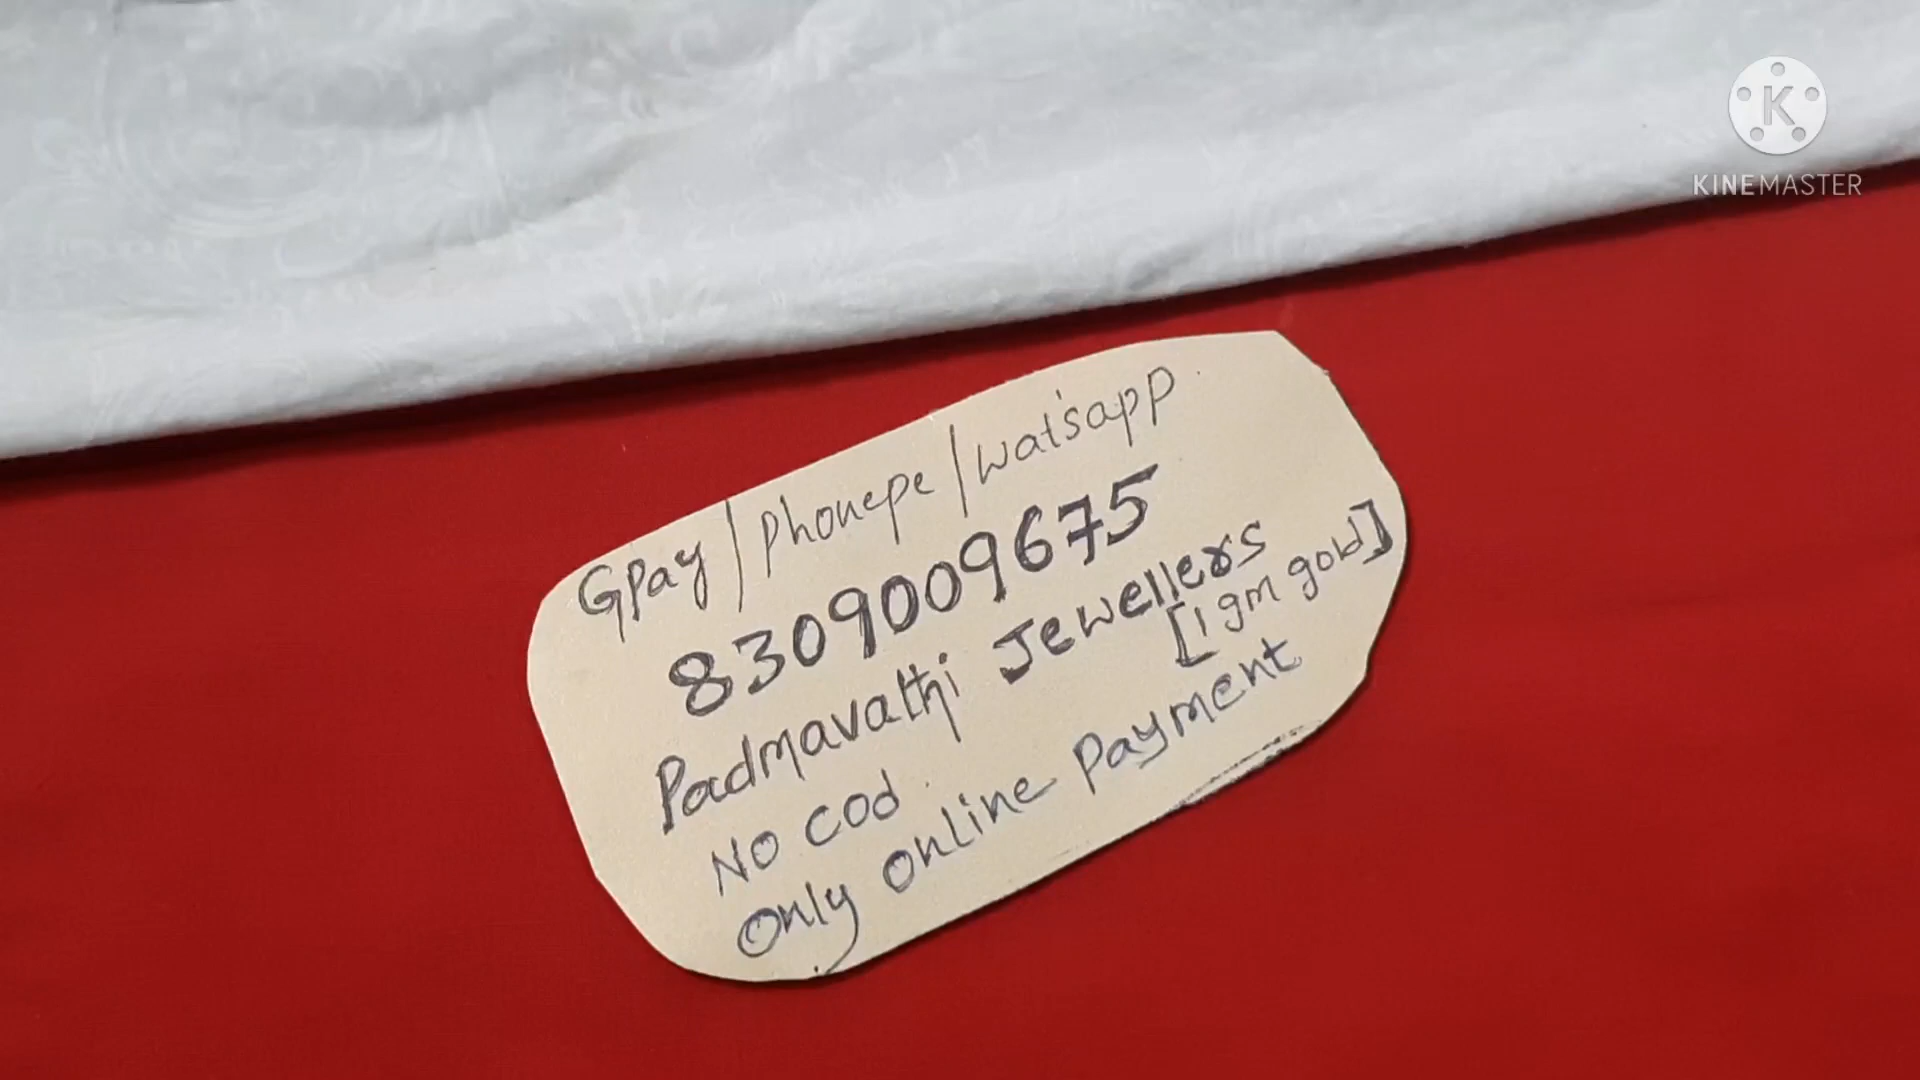 KINEMASTER
Gpay/phonepe/watsapp
8309009675
Padmavathi Jewellers
[1 gm gold]
NO COD.
Only online payment